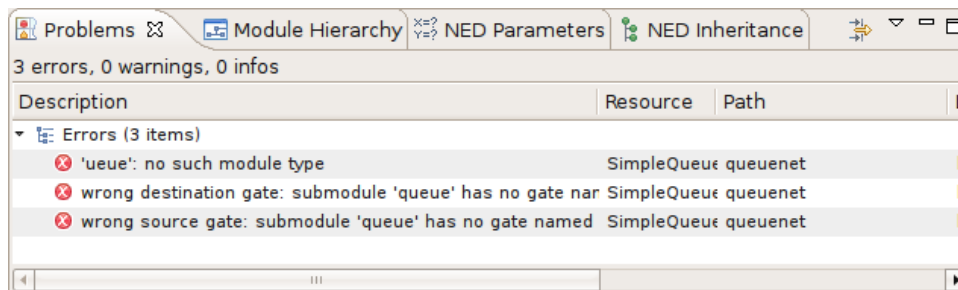 Problems Module Hierarchy X=? Y=? NED Parameters NED Inheritance
3 errors, 0 warnings, 0 infos
Description Resource Path
Errors (3 items)
'ueue': no such module type SimpleQueue queuenet
wrong destination gate: submodule 'queue' has no gate nar SimpleQueue queuenet
wrong source gate: submodule 'queue' has no gate named SimpleQueue queuenet